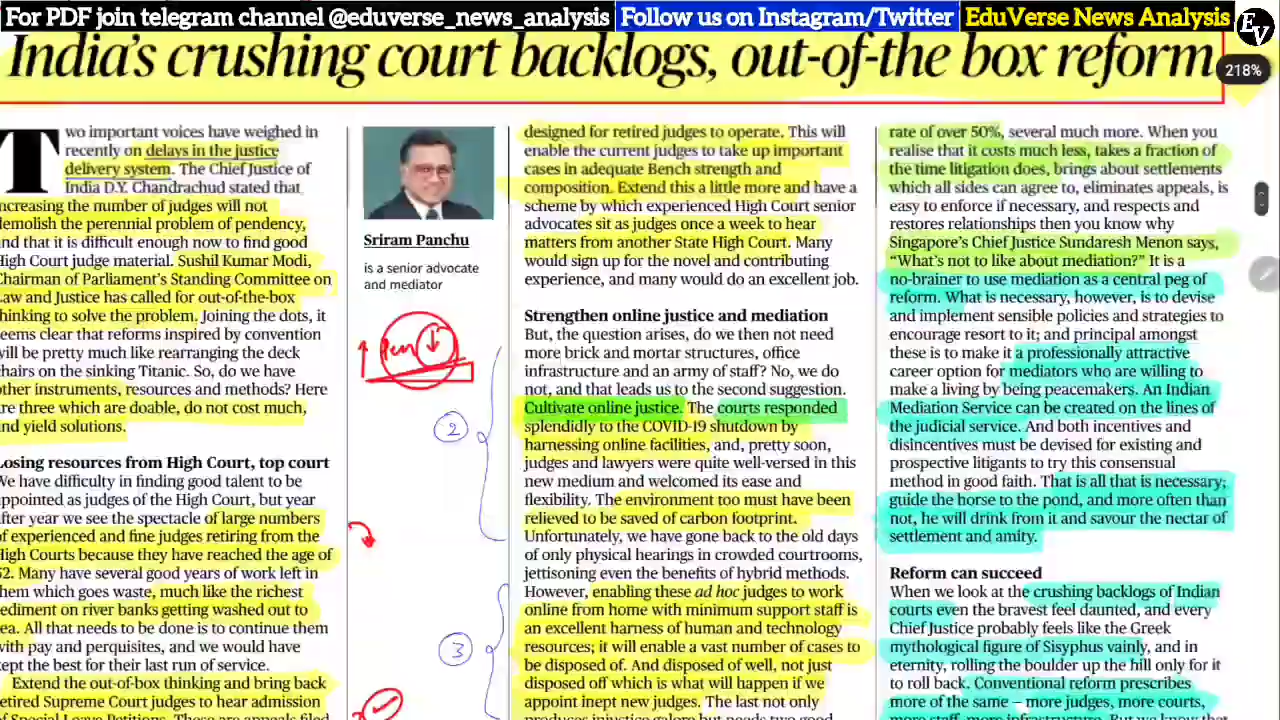 For PDF join telegram channel @eduverse_news_analysis
Follow us on Instagram/Twitter
EduVerse News Analysis
EV
India's crushing court backlogs, out-of-the box reform
218%
Two important voices have weighed in
recently on delays in the justice
delivery system. The Chief Justice of
India D.Y. Chandrachud stated that
increasing the number of judges will not
demolish the perennial problem of pendency,
and that it is difficult enough now to find good
High Court judge material. Sushil Kumar Modi,
Chairman of Parliament's Standing Committee on
Law and Justice has called for out-of-the-box
thinking to solve the problem. Joining the dots, it
seems clear that reforms inspired by convention
will be pretty much like rearranging the deck
chairs on the sinking Titanic. So, do we have
other instruments, resources and methods? Here
are three which are doable, do not cost much,
and yield solutions.
Losing resources from High Court, top court
We have difficulty in finding good talent to be
appointed as judges of the High Court, but year
after year we see the spectacle of large numbers
of experienced and fine judges retiring from the
High Courts because they have reached the age of
62. Many have several good years of work left in
them which goes waste, much like the richest
sediment on river banks getting washed out to
sea. All that needs to be done is to continue them
with pay and perquisites, and we would have
kept the best for their last run of service.
Extend the out-of-box thinking and bring back
retired Supreme Court judges to hear admission
of Special Leave Petitions. These are appeals filed
Sriram Panchu
is a senior advocate
and mediator
2
3
designed for retired judges to operate. This will
enable the current judges to take up important
cases in adequate Bench strength and
composition. Extend this a little more and have a
scheme by which experienced High Court senior
advocates sit as judges once a week to hear
matters from another State High Court. Many
would sign up for the novel and contributing
experience, and many would do an excellent job.
Strengthen online justice and mediation
But, the question arises, do we then not need
more brick and mortar structures, office
infrastructure and an army of staff? No, we do
not, and that leads us to the second suggestion.
Cultivate online justice. The courts responded
splendidly to the COVID-19 shutdown by
harnessing online facilities, and, pretty soon,
judges and lawyers were quite well-versed in this
new medium and welcomed its ease and
flexibility. The environment too must have been
relieved to be saved of carbon footprint.
Unfortunately, we have gone back to the old days
of only physical hearings in crowded courtrooms,
jettisoning even the benefits of hybrid methods.
However, enabling these ad hoc judges to work
online from home with minimum support staff is
an excellent harness of human and technology
resources; it will enable a vast number of cases to
be disposed of. And disposed of well, not just
disposed off which is what will happen if we
appoint inept new judges. The last not only
produces injustice galore but needs two good
rate of over 50%, several much more. When you
realise that it costs much less, takes a fraction of
the time litigation does, brings about settlements
which all sides can agree to, eliminates appeals, is
easy to enforce if necessary, and respects and
restores relationships then you know why
Singapore's Chief Justice Sundaresh Menon says,
"What's not to like about mediation?" It is a
no-brainer to use mediation as a central peg of
reform. What is necessary, however, is to devise
and implement sensible policies and strategies to
encourage resort to it; and principal amongst
these is to make it a professionally attractive
career option for mediators who are willing to
make a living by being peacemakers. An Indian
Mediation Service can be created on the lines of
the judicial service. And both incentives and
disincentives must be devised for existing and
prospective litigants to try this consensual
method in good faith. That is all that is necessary;
guide the horse to the pond, and more often than
not, he will drink from it and savour the nectar of
settlement and amity.
Reform can succeed
When we look at the crushing backlogs of Indian
courts even the bravest feel daunted, and every
Chief Justice probably feels like the Greek
mythological figure of Sisyphus vainly, and in
eternity, rolling the boulder up the hill only for it
to roll back. Conventional reform prescribes
more of the same – more judges, more courts,
more staff, more infrastructure. But we know that